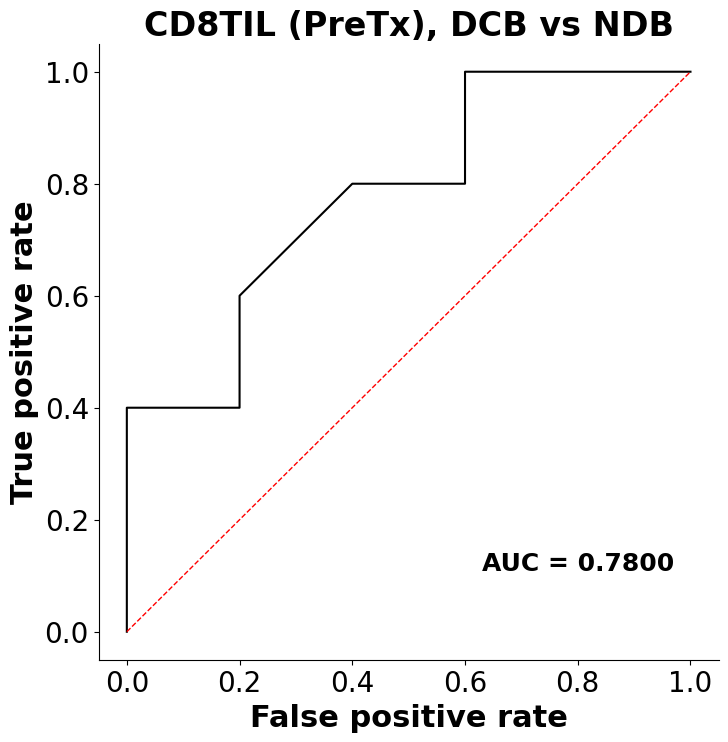 CD8TIL (PreTx), DCB vs NDB
True positive rate
1.0
0.8
0.6
0.4
0.2
0.0
AUC = 0.7800
0.0 0.2 0.4 0.6 0.8 1.0
False positive rate